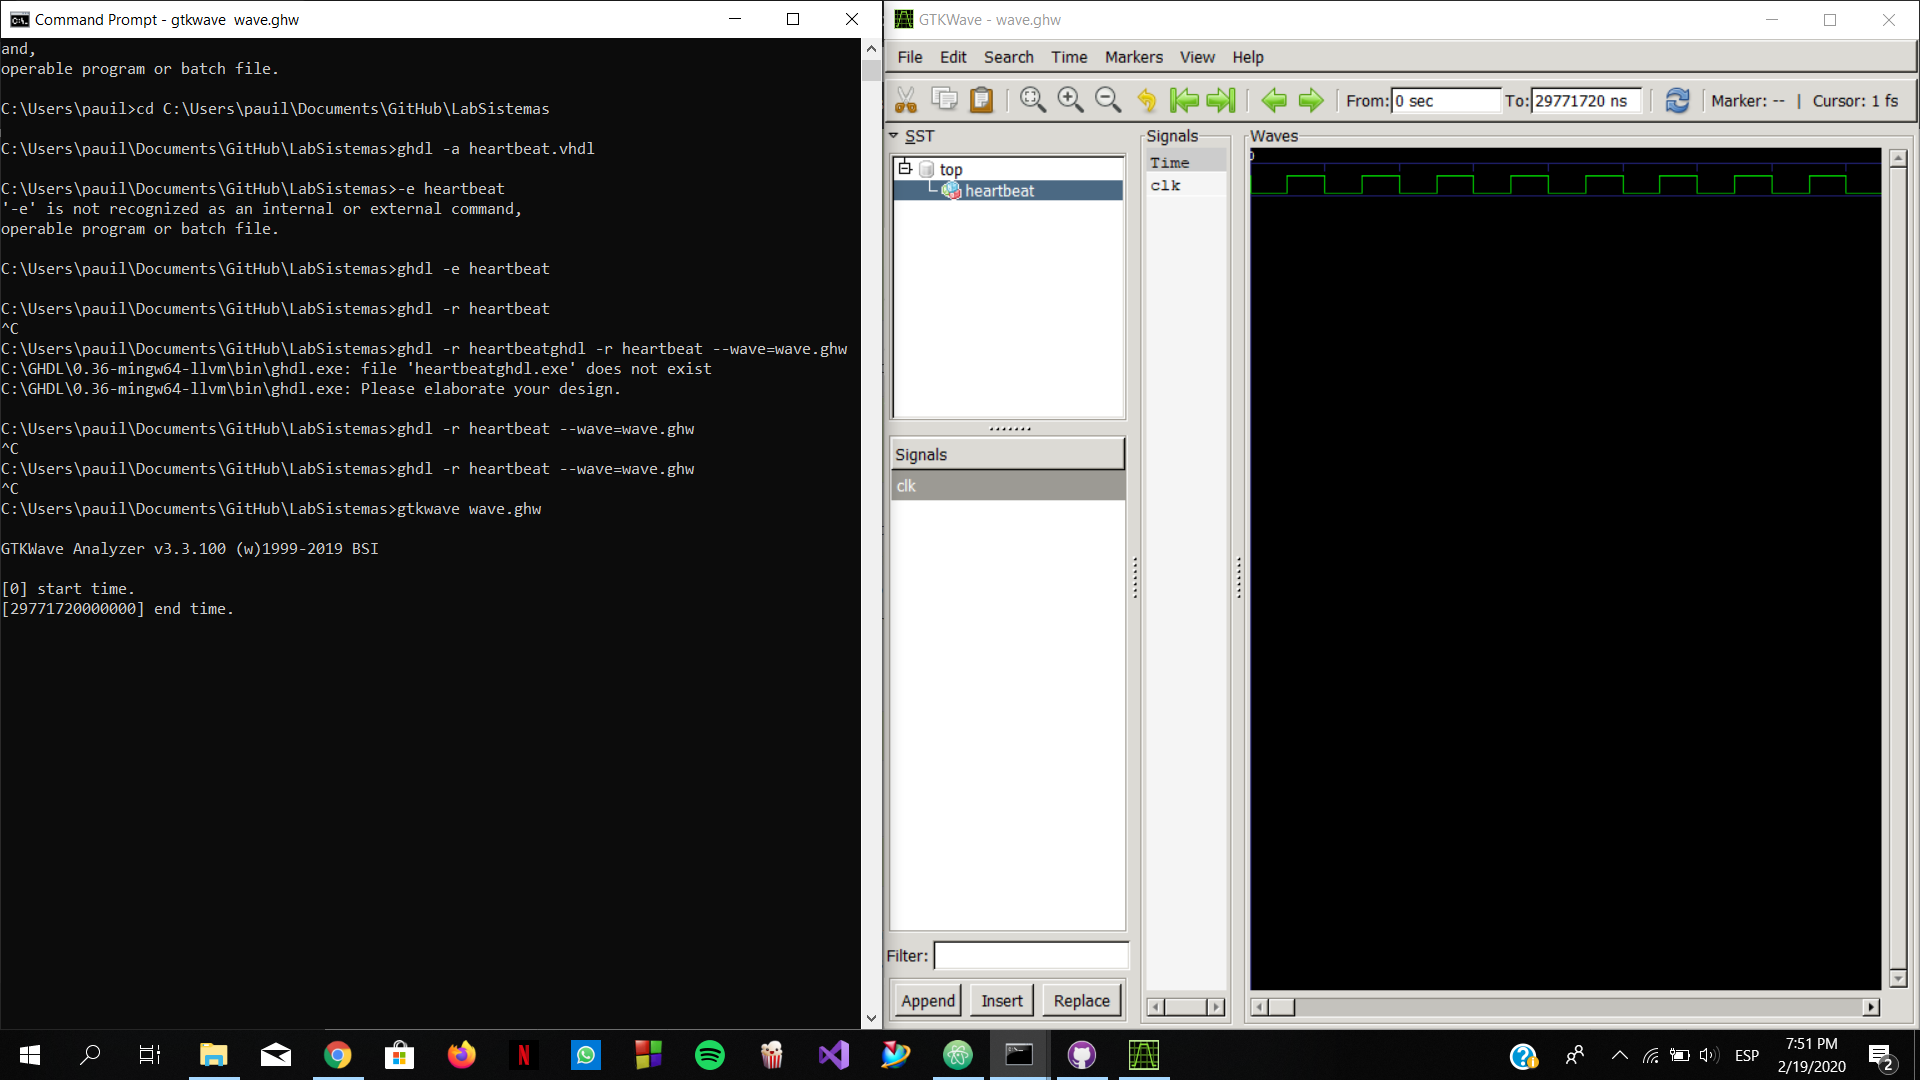 Command Prompt - gtkwave  wave.ghw
and,
operable program or batch file.
C:\Users\pauil>cd C:\Users\pauil\Documents\GitHub\LabSistemas
C:\Users\pauil\Documents\GitHub\LabSistemas>ghdl -a heartbeat.vhdl
C:\Users\pauil\Documents\GitHub\LabSistemas>-e heartbeat
'-e' is not recognized as an internal or external command,
operable program or batch file.
C:\Users\pauil\Documents\GitHub\LabSistemas>ghdl -e heartbeat
C:\Users\pauil\Documents\GitHub\LabSistemas>ghdl -r heartbeat
^C
C:\Users\pauil\Documents\GitHub\LabSistemas>ghdl -r heartbeatghdl -r heartbeat --wave=wave.ghw
C:\GHDL\0.36-mingw64-llvm\bin\ghdl.exe: file 'heartbeatghdl.exe' does not exist
C:\GHDL\0.36-mingw64-llvm\bin\ghdl.exe: Please elaborate your design.
C:\Users\pauil\Documents\GitHub\LabSistemas>ghdl -r heartbeat --wave=wave.ghw
^C
C:\Users\pauil\Documents\GitHub\LabSistemas>ghdl -r heartbeat --wave=wave.ghw
^C
C:\Users\pauil\Documents\GitHub\LabSistemas>gtkwave wave.ghw
GTKWave Analyzer v3.3.100 (w)1999-2019 BSI
[0] start time.
[29771720000000] end time.
GTKWave - wave.ghw
File Edit Search Time Markers View Help
From: 0 sec To: 29771720 ns Marker: -- | Cursor: 1 fs
SST
top
heartbeat
Signals
clk
Filter:
Append Insert Replace
Signals
Time
clk
Waves
0
ESP
7:51 PM
2/19/2020
2